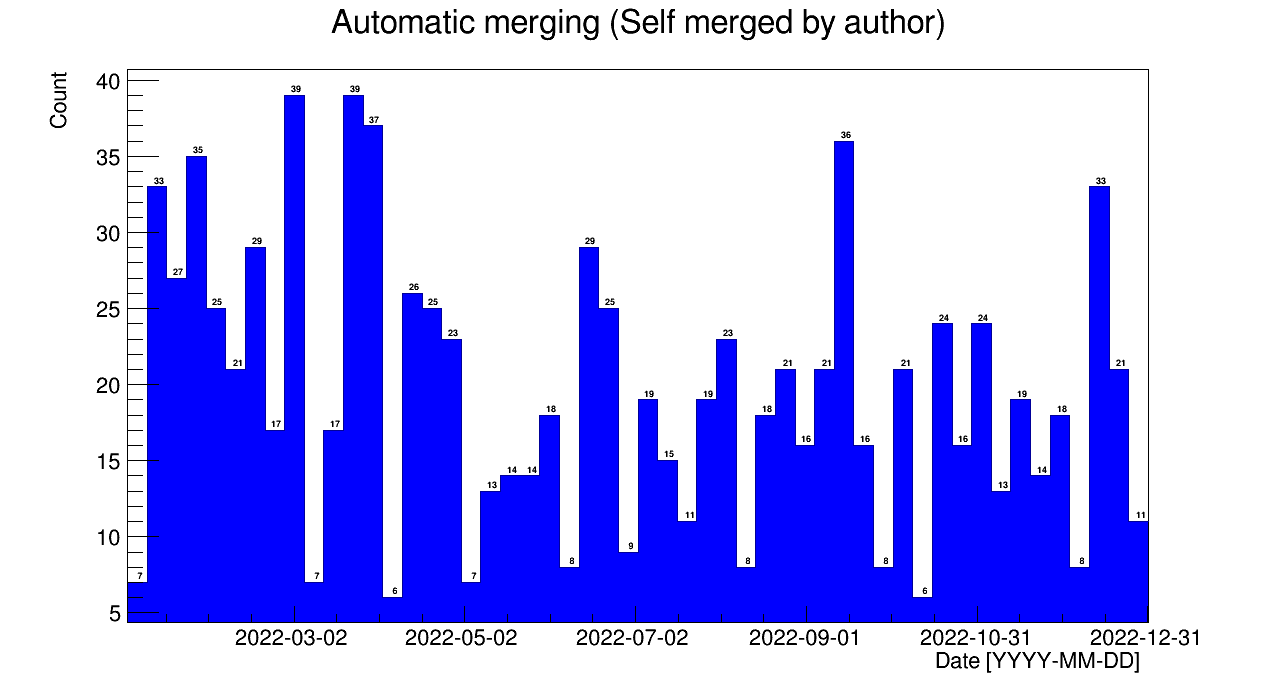 Automatic merging (Self merged by author)
Count
40
35
30
25
20
15
10
5
7 33 27 35 25 21 29 17 39 7 17 39 37 6 26 25 23 7 13 14 14 18 8 29 25 9 19 15 11 19 23 8 18 21 16 21 36 16 8 21 6 24 16 24 13 19 14 18 8 33 21 11
2022-03-02 2022-05-02 2022-07-02 2022-09-01 2022-10-31 2022-12-31
Date [YYYY-MM-DD]